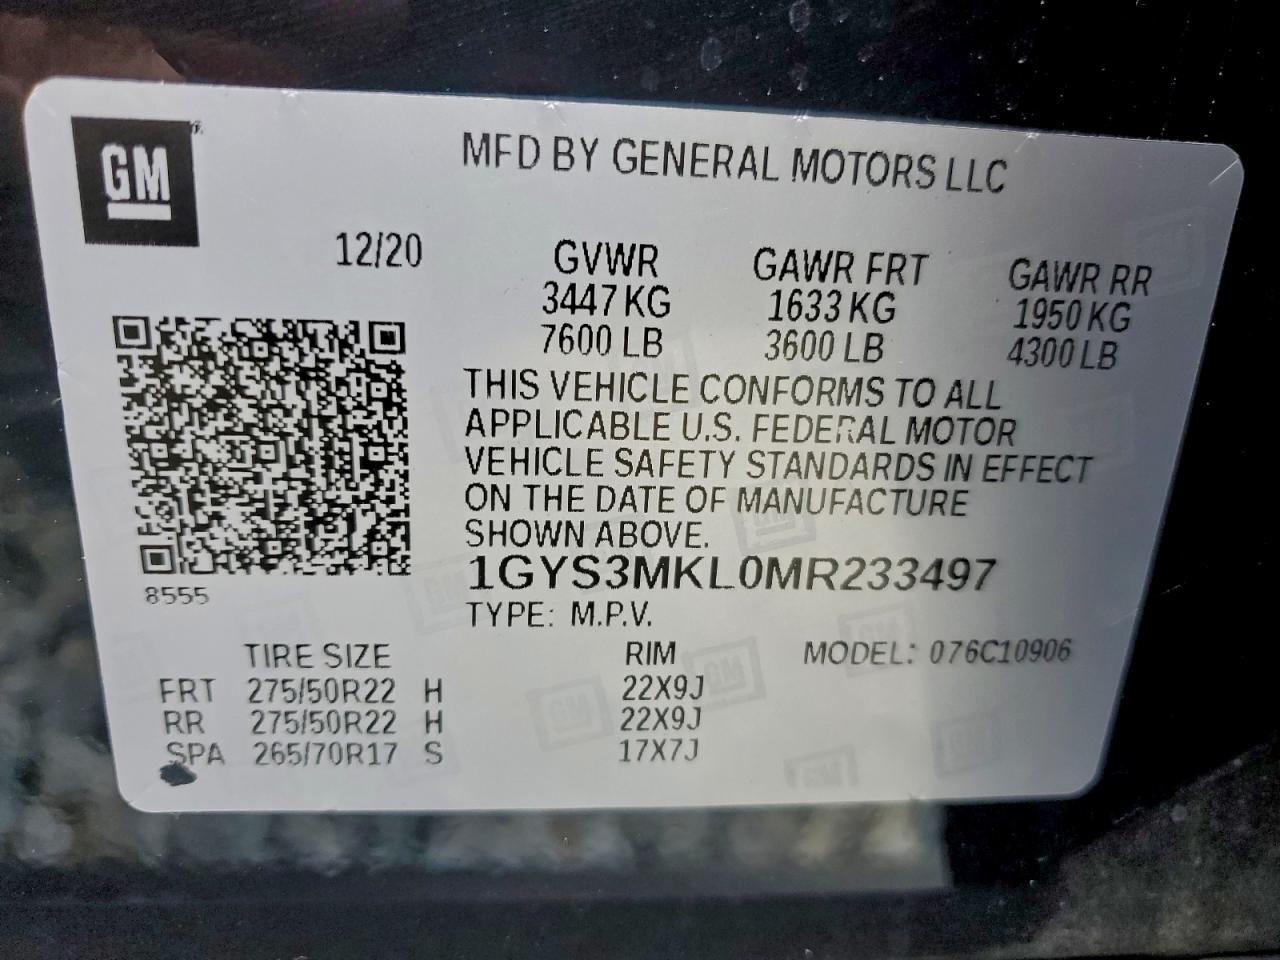 GM
MFD BY GENERAL MOTORS LLC
12/20 GVWR GAWR FRT GAWR RR
3447 KG 1633 KG 1950 KG
7600 LB 3600 LB 4300 LB
THIS VEHICLE CONFORMS TO ALL
APPLICABLE U.S. FEDERAL MOTOR
VEHICLE SAFETY STANDARDS IN EFFECT
ON THE DATE OF MANUFACTURE
SHOWN ABOVE.
8555
1GYS3MKL0MR233497
TYPE: M.P.V.
TIRE SIZE RIM MODEL: 076C10906
FRT 275/50R22 H 22X9J
RR 275/50R22 H 22X9J
SPA 265/70R17 S 17X7J